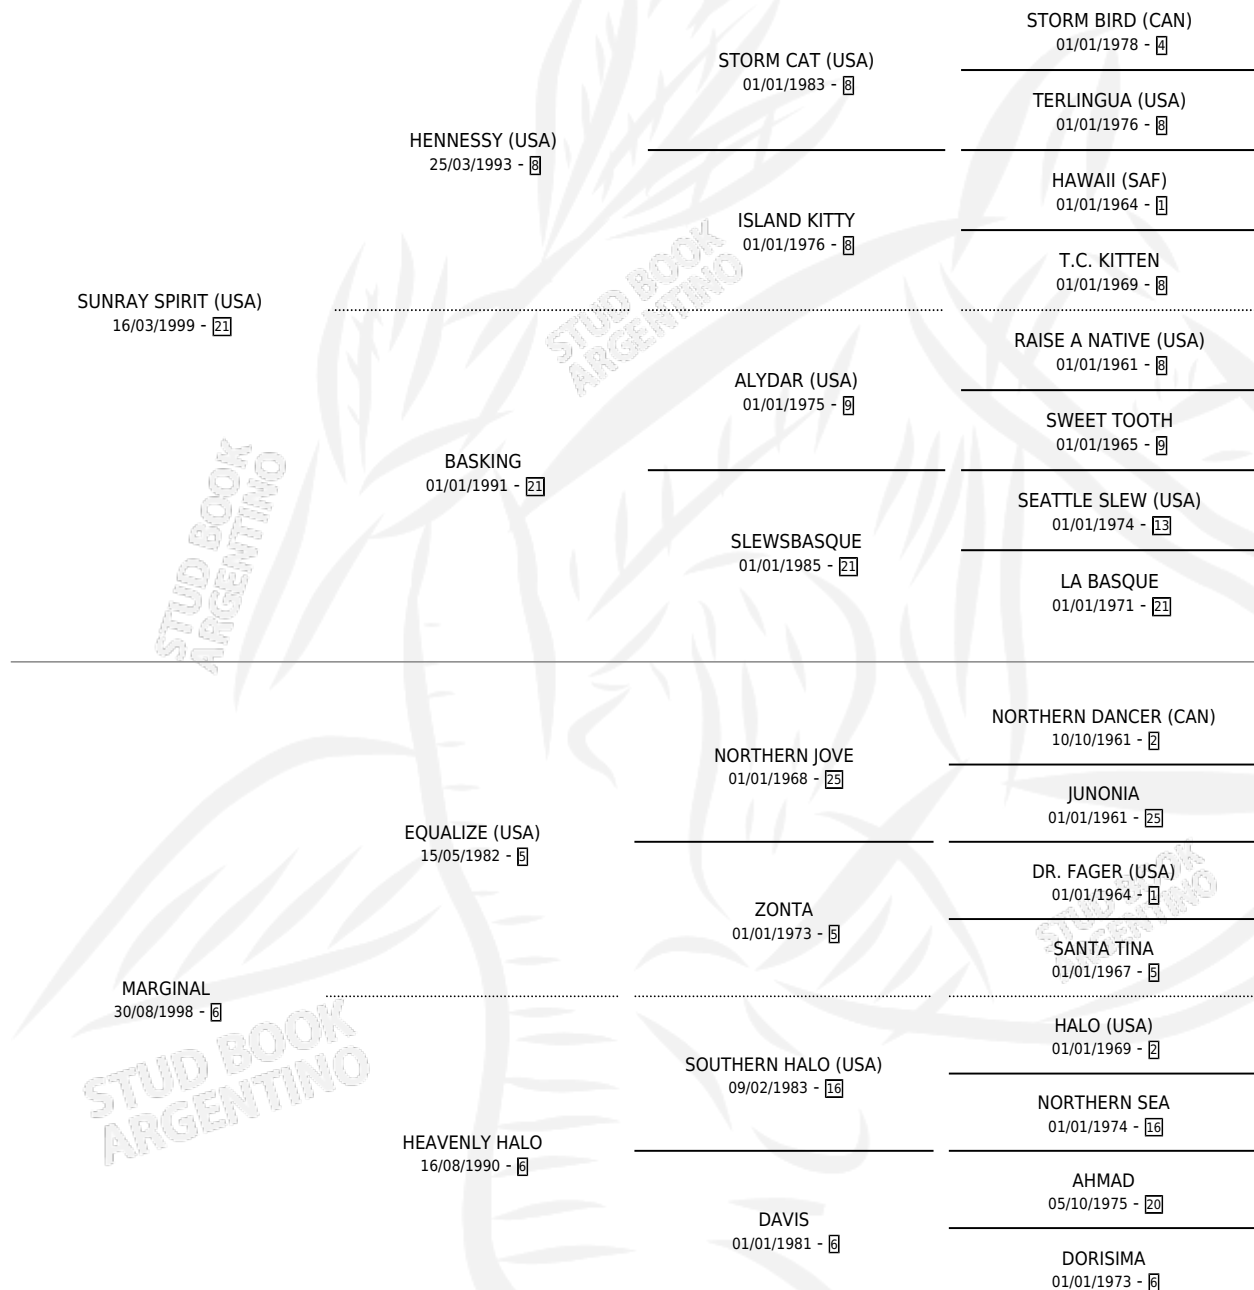 STORM BIRD (CAN)
01/01/1978 - 4
STORM CAT (USA)
01/01/1983 - 8
TERLINGUA (USA)
01/01/1976 - 8
HENNESSY (USA)
25/03/1993 - 8
HAWAII (SAF)
01/01/1964 - 1
ISLAND KITTY
01/01/1976 - 8
T.C. KITTEN
01/01/1969 - 8
SUNRAY SPIRIT (USA)
16/03/1999 - 21
STUD BOOK
ARGENTINO
RAISE A NATIVE (USA)
01/01/1961 - 8
ALYDAR (USA)
01/01/1975 - 9
SWEET TOOTH
01/01/1965 - 9
BASKING
01/01/1991 - 21
SEATTLE SLEW (USA)
01/01/1974 - 13
SLEWSBASQUE
01/01/1985 - 21
LA BASQUE
01/01/1971 - 21
STUD BOOK
ARGENTINO
NORTHERN DANCER (CAN)
10/10/1961 - 2
NORTHERN JOVE
01/01/1968 - 25
JUNONIA
01/01/1961 - 25
EQUALIZE (USA)
15/05/1982 - 5
DR. FAGER (USA)
01/01/1964 - 1
STUD BOOK
ARGENTINO
ZONTA
01/01/1973 - 5
SANTA TINA
01/01/1967 - 5
MARGINAL
30/08/1998 - 6
STUD BOOK
ARGENTINO
HALO (USA)
01/01/1969 - 2
SOUTHERN HALO (USA)
09/02/1983 - 16
NORTHERN SEA
01/01/1974 - 16
HEAVENLY HALO
16/08/1990 - 6
AHMAD
05/10/1975 - 20
DAVIS
01/01/1981 - 6
DORISIMA
01/01/1973 - 6